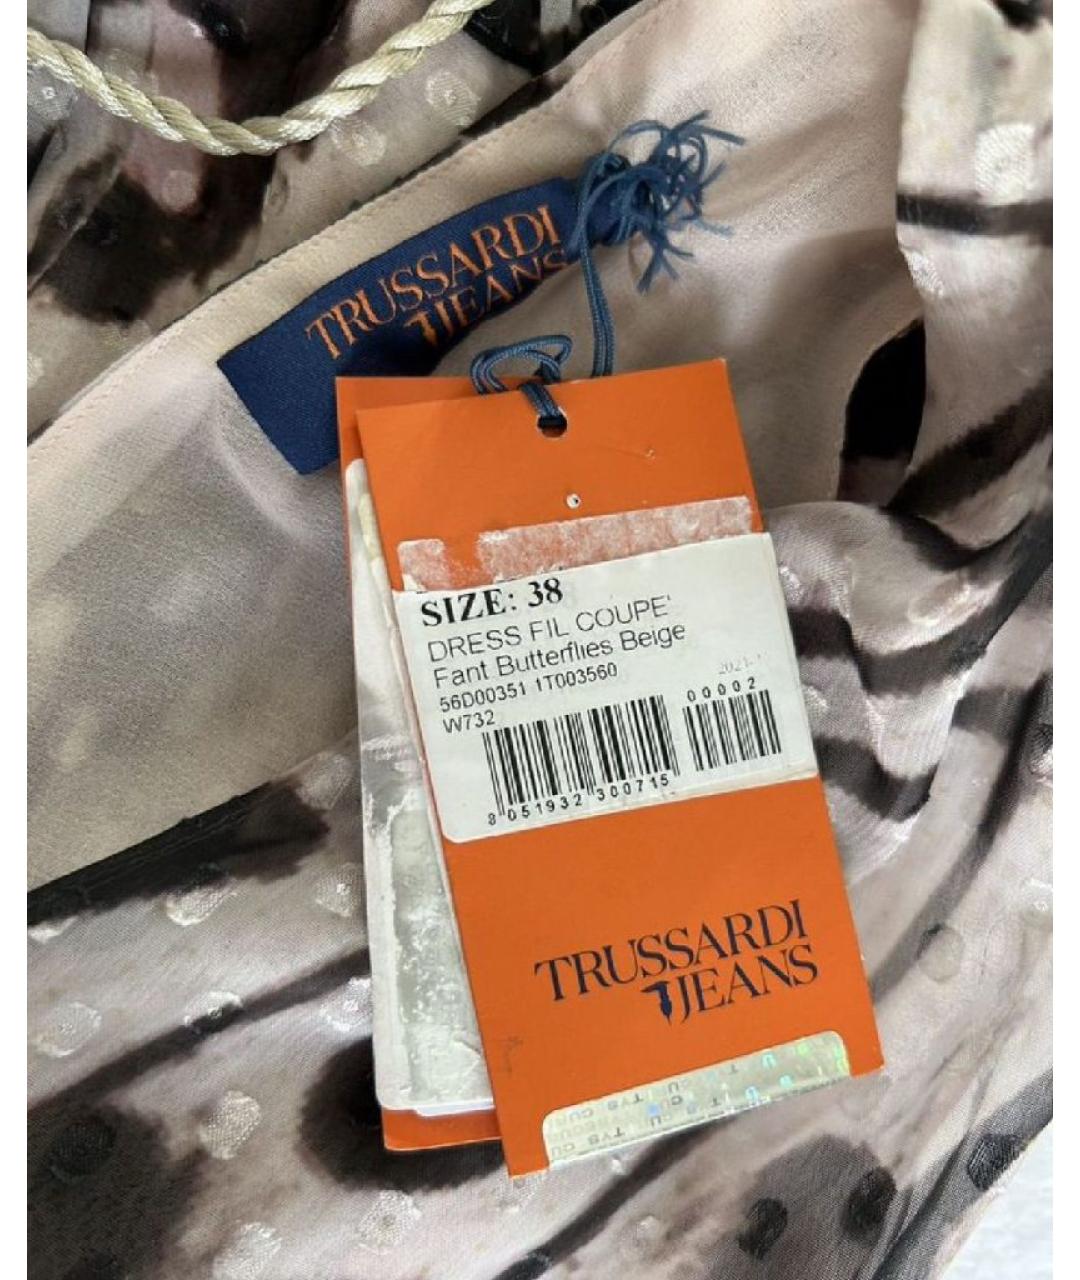 TRUSSARDI
JEANS
SIZE: 38
DRESS FIL COUPE'
Fant Butterflies Beige
56D00351 1T003560
W732
00002
8 051932 300715
TRUSSARDI
JEANS